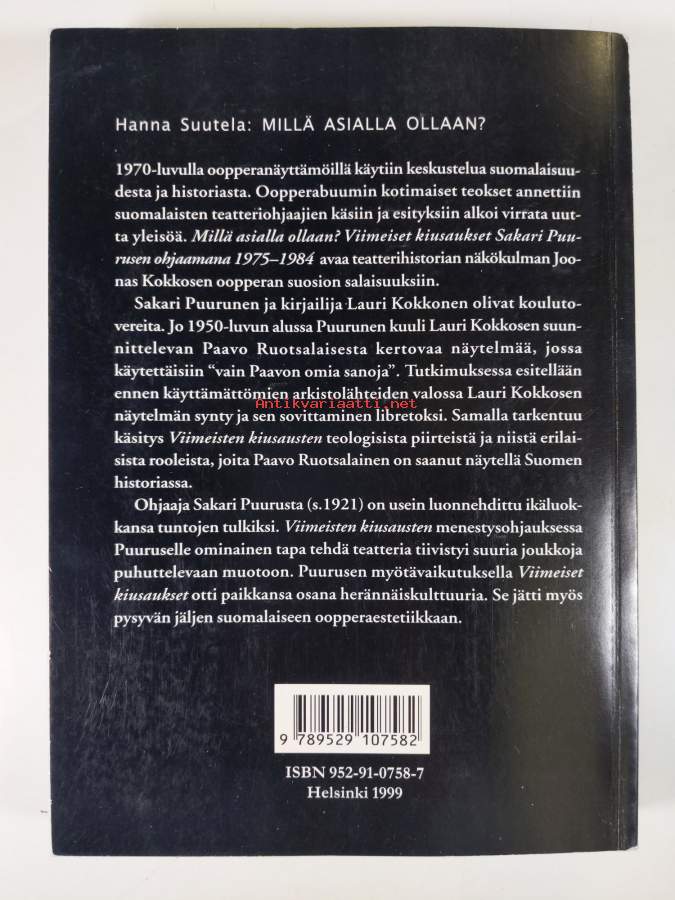 Hanna Suutela: MILLÄ ASIALLA OLLAAN?
1970-luvulla oopperanäyttämöillä käytiin keskustelua suomalaisuu-
desta ja historiasta. Oopperabuumin kotimaiset teokset annettiin
suomalaisten teatteriohjaajien käsiin ja esityksiin alkoi virrata uut-
ta yleisöä. Millä asialla ollaan? Viimeiset kiusaukset Sakari Puu-
rusen ohjaamana 1975–1984 avaa teatterihistorian näkökulman Joo-
nas Kokkosen oopperan suosion salaisuuksiin.
Sakari Puurunen ja kirjailija Lauri Kokkonen olivat kouluto-
vereita. Jo 1950-luvun alussa Puurunen kuuli Lauri Kokkosen suun-
nittelevan Paavo Ruotsalaisesta kertovaa näytelmää, jossa
käytettäisiin "vain Paavon omia sanoja". Tutkimuksessa esitellään
ennen käyttämättömien arkistolähteiden valossa Lauri Kokkosen
Antikvariaatti.net
näytelmän synty ja sen sovittaminen libretoksi. Samalla tarkentuu
käsitys Viimeisten kiusausten teologisista piirteistä ja niistä erilai-
sista rooleista, joita Paavo Ruotsalainen on saanut näytellä Suomen
historiassa.
Ohjaaja Sakari Puurusta (s.1921) on usein luonnehdittu ikäluok-
kansa tuntojen tulkiksi. Viimeisten kiusausten menestysohjauksessa
Puuruselle ominainen tapa tehdä teatteria tiivistyi suuria joukkoja
puhuttelevaan muotoon. Puurusen myötävaikutuksella Viimeiset
kiusaukset otti paikkansa osana herännäiskulttuuria. Se jätti myös
pysyvän jäljen suomalaiseen oopperaestetiikkaan.
9 789529 107582
ISBN 952-91-0758-7
Helsinki 1999